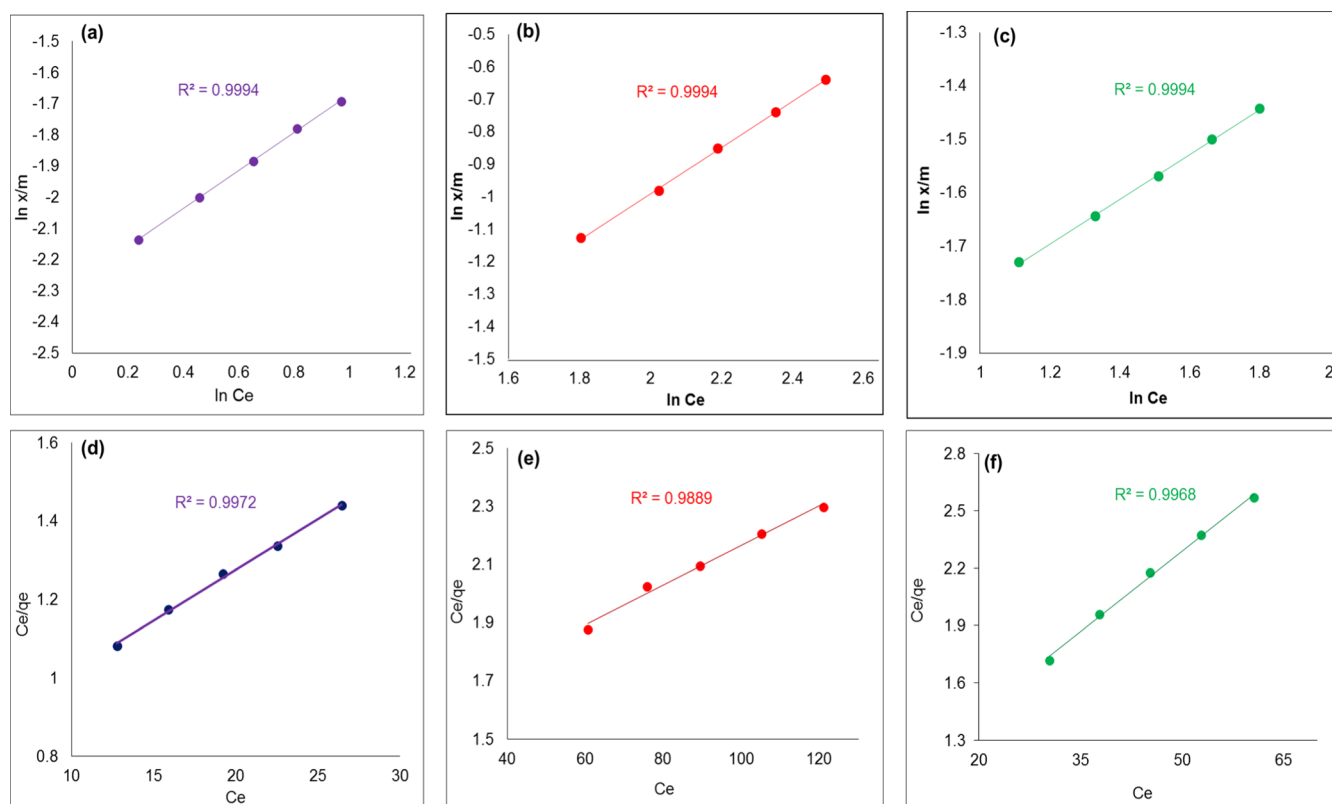 (a)
R² = 0.9994
ln x/m
-1.5
-1.6
-1.7
-1.8
-1.9
-2
-2.1
-2.2
-2.3
-2.4
-2.5
0 0.2 0.4 0.6 0.8 1 1.2
ln Ce
(b)
R² = 0.9994
ln x/m
-0.5
-0.6
-0.7
-0.8
-0.9
-1
-1.1
-1.2
-1.3
-1.4
-1.5
1.6 1.8 2 2.2 2.4 2.6
ln Ce
(c)
R² = 0.9994
ln x/m
-1.3
-1.4
-1.5
-1.6
-1.7
-1.8
-1.9
1 1.2 1.4 1.6 1.8 2
ln Ce
(d)
R² = 0.9972
Ce/qe
1.6
1.4
1.2
1
0.8
10 15 20 25 30
Ce
(e)
R² = 0.9889
Ce/qe
2.5
2.3
2.1
1.9
1.7
1.5
40 60 80 100 120
Ce
(f)
R² = 0.9968
Ce/qe
2.8
2.5
2.2
1.9
1.6
1.3
20 35 50 65
Ce